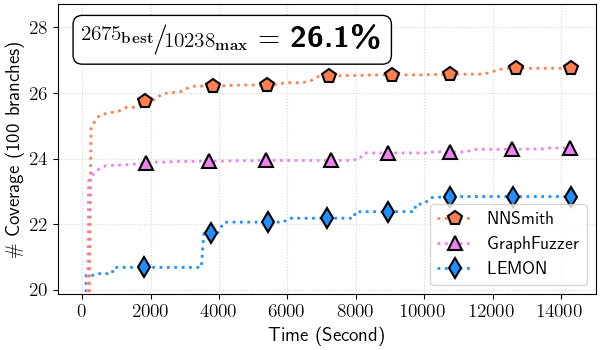 2675best/10238max = 26.1%
# Coverage (100 branches)
28
26
24
22
20
NNSmith
GraphFuzzer
LEMON
0 2000 4000 6000 8000 10000 12000 14000
Time (Second)